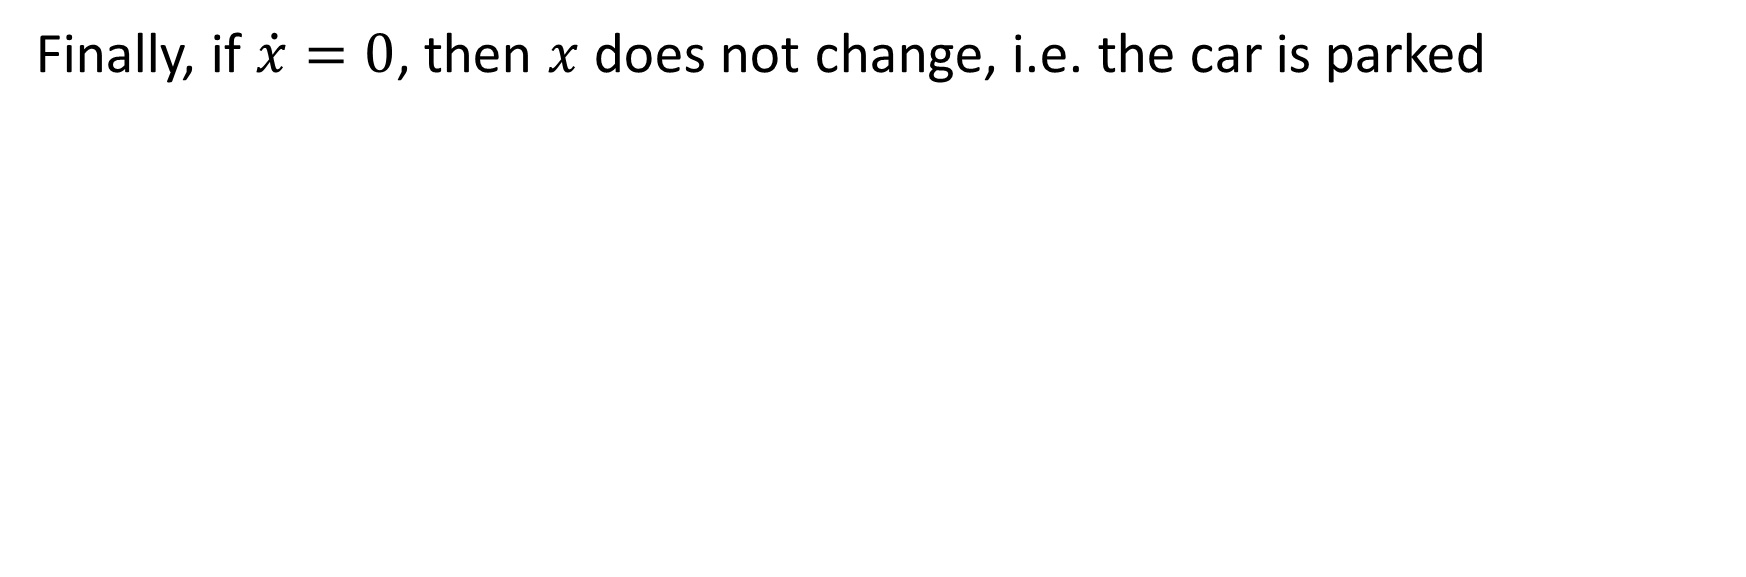 Finally, if ẋ = 0, then x does not change, i.e. the car is parked